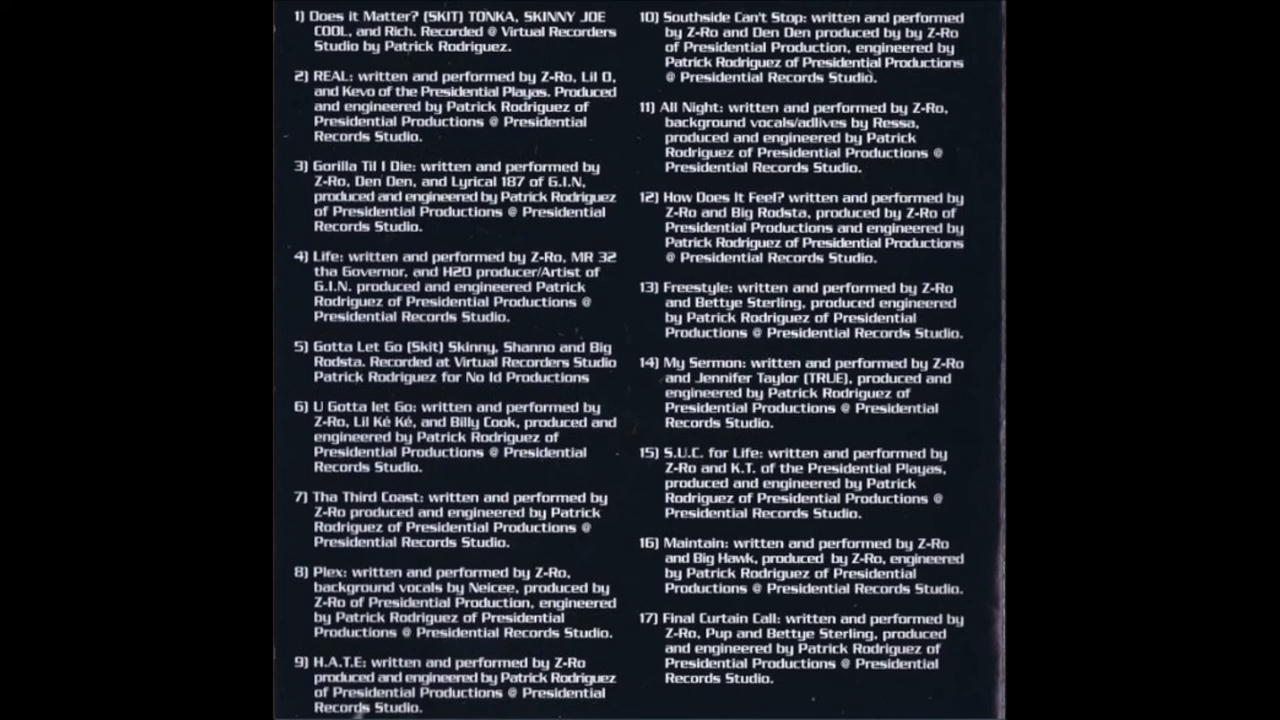 1) Does it Matter? (SKIT) TONKA, SKINNY JOE
COOL, and Rich. Recorded @ Virtual Recorders
Studio by Patrick Rodriguez.
2) REAL: written and performed by Z-Ro, Lil O,
and Kevo of the Presidential Playas. Produced
and engineered by Patrick Rodriguez of
Presidential Productions @ Presidential
Records Studio.
3) Gorilla Til I Die: written and performed by
Z-Ro, Den Den, and Lyrical 187 of G.I.N,
produced and engineered by Patrick Rodriguez
of Presidential Productions @ Presidential
Records Studio.
4) Life: written and performed by Z-Ro, MR 32
tha Governor, and H2O producer/Artist of
G.I.N. produced and engineered Patrick
Rodriguez of Presidential Productions @
Presidential Records Studio.
5) Gotta Let Go (Skit) Skinny, Shanno and Big
Rodsta. Recorded at Virtual Recorders Studio
Patrick Rodriguez for No Id Productions
6) U Gotta let Go: written and performed by
Z-Ro, Lil Ké Ké, and Billy Cook, produced and
engineered by Patrick Rodriguez of
Presidential Productions @ Presidential
Records Studio.
7) Tha Third Coast: written and performed by
Z-Ro produced and engineered by Patrick
Rodriguez of Presidential Productions @
Presidential Records Studio.
8) Plex: written and performed by Z-Ro,
background vocals by Neicee, produced by
Z-Ro of Presidential Production, engineered
by Patrick Rodriguez of Presidential
Productions @ Presidential Records Studio.
9) H.A.T.E: written and performed by Z-Ro
produced and engineered by Patrick Rodriguez
of Presidential Productions @ Presidential
Records Studio.
10) Southside Can't Stop: written and performed
by Z-Ro and Den Den produced by by Z-Ro
of Presidential Production, engineered by
Patrick Rodriguez of Presidential Productions
@ Presidential Records Studio.
11) All Night: written and performed by Z-Ro,
background vocals/adlives by Ressa,
produced and engineered by Patrick
Rodriguez of Presidential Productions @
Presidential Records Studio.
12) How Does It Feel? written and performed by
Z-Ro and Big Rodsta, produced by Z-Ro of
Presidential Productions and engineered by
Patrick Rodriguez of Presidential Productions
@ Presidential Records Studio.
13) Freestyle: written and performed by Z-Ro
and Bettye Sterling, produced engineered
by Patrick Rodriguez of Presidential
Productions @ Presidential Records Studio.
14) My Sermon: written and performed by Z-Ro
and Jennifer Taylor (TRUE), produced and
engineered by Patrick Rodriguez of
Presidential Productions @ Presidential
Records Studio.
15) S.U.C. for Life: written and performed by
Z-Ro and K.T. of the Presidential Playas,
produced and engineered by Patrick
Rodriguez of Presidential Productions @
Presidential Records Studio.
16) Maintain: written and performed by Z-Ro
and Big Hawk, produced by Z-Ro, engineered
by Patrick Rodriguez of Presidential
Productions @ Presidential Records Studio.
17) Final Curtain Call: written and performed by
Z-Ro, Pup and Bettye Sterling, produced
and engineered by Patrick Rodriguez of
Presidential Productions @ Presidential
Records Studio.